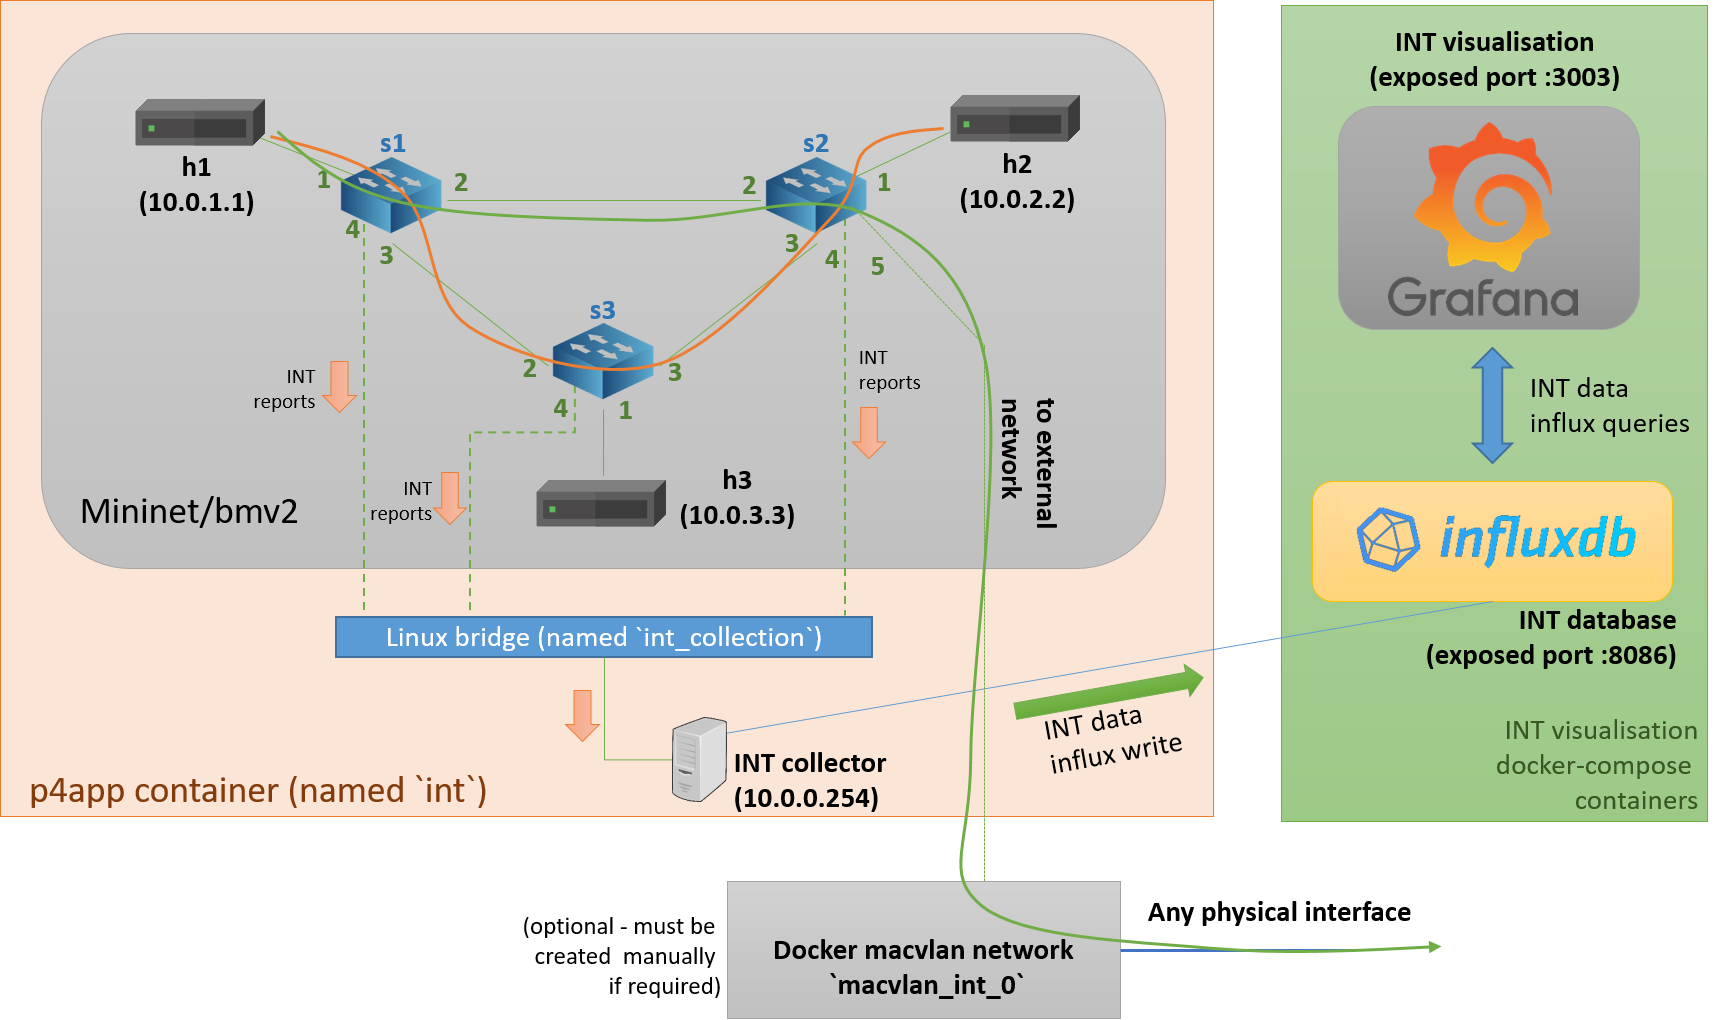 INT visualisation
(exposed port :3003)
Grafana
INT data
influx queries
influxdb
INT database
(exposed port :8086)
INT visualisation
docker-compose
containers
h1
(10.0.1.1)
s1
1
2
4
3
s2
2
1
3
4
5
h2
(10.0.2.2)
s3
2
3
4
1
h3
(10.0.3.3)
INT
reports
INT
reports
INT
reports
to external
network
Mininet/bmv2
Linux bridge (named `int_collection`)
INT collector
(10.0.0.254)
INT data
influx write
p4app container (named `int`)
(optional - must be
created manually
if required)
Docker macvlan network
`macvlan_int_0`
Any physical interface